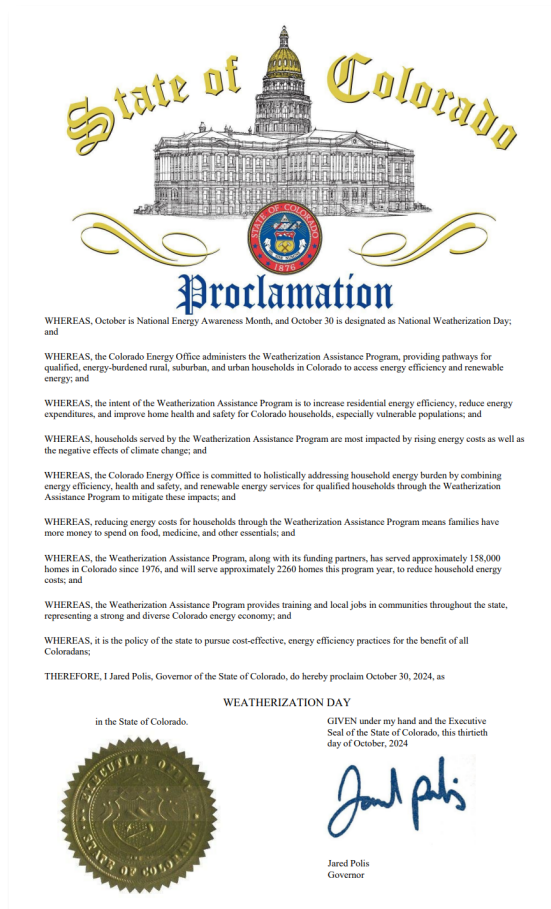 State of Colorado
STATE OF COLORADO
1876
Proclamation
WHEREAS, October is National Energy Awareness Month, and October 30 is designated as National Weatherization Day;
and
WHEREAS, the Colorado Energy Office administers the Weatherization Assistance Program, providing pathways for
qualified, energy-burdened rural, suburban, and urban households in Colorado to access energy efficiency and renewable
energy; and
WHEREAS, the intent of the Weatherization Assistance Program is to increase residential energy efficiency, reduce energy
expenditures, and improve home health and safety for Colorado households, especially vulnerable populations; and
WHEREAS, households served by the Weatherization Assistance Program are most impacted by rising energy costs as well as
the negative effects of climate change; and
WHEREAS, the Colorado Energy Office is committed to holistically addressing household energy burden by combining
energy efficiency, health and safety, and renewable energy services for qualified households through the Weatherization
Assistance Program to mitigate these impacts; and
WHEREAS, reducing energy costs for households through the Weatherization Assistance Program means families have
more money to spend on food, medicine, and other essentials; and
WHEREAS, the Weatherization Assistance Program, along with its funding partners, has served approximately 158,000
homes in Colorado since 1976, and will serve approximately 2260 homes this program year, to reduce household energy
costs; and
WHEREAS, the Weatherization Assistance Program provides training and local jobs in communities throughout the state,
representing a strong and diverse Colorado energy economy; and
WHEREAS, it is the policy of the state to pursue cost-effective, energy efficiency practices for the benefit of all
Coloradans;
THEREFORE, I Jared Polis, Governor of the State of Colorado, do hereby proclaim October 30, 2024, as
WEATHERIZATION DAY
in the State of Colorado.
GIVEN under my hand and the Executive
Seal of the State of Colorado, this thirtieth
day of October, 2024
EXECUTIVE OFFICE
STATE OF COLORADO
Jared Polis
Jared Polis
Governor